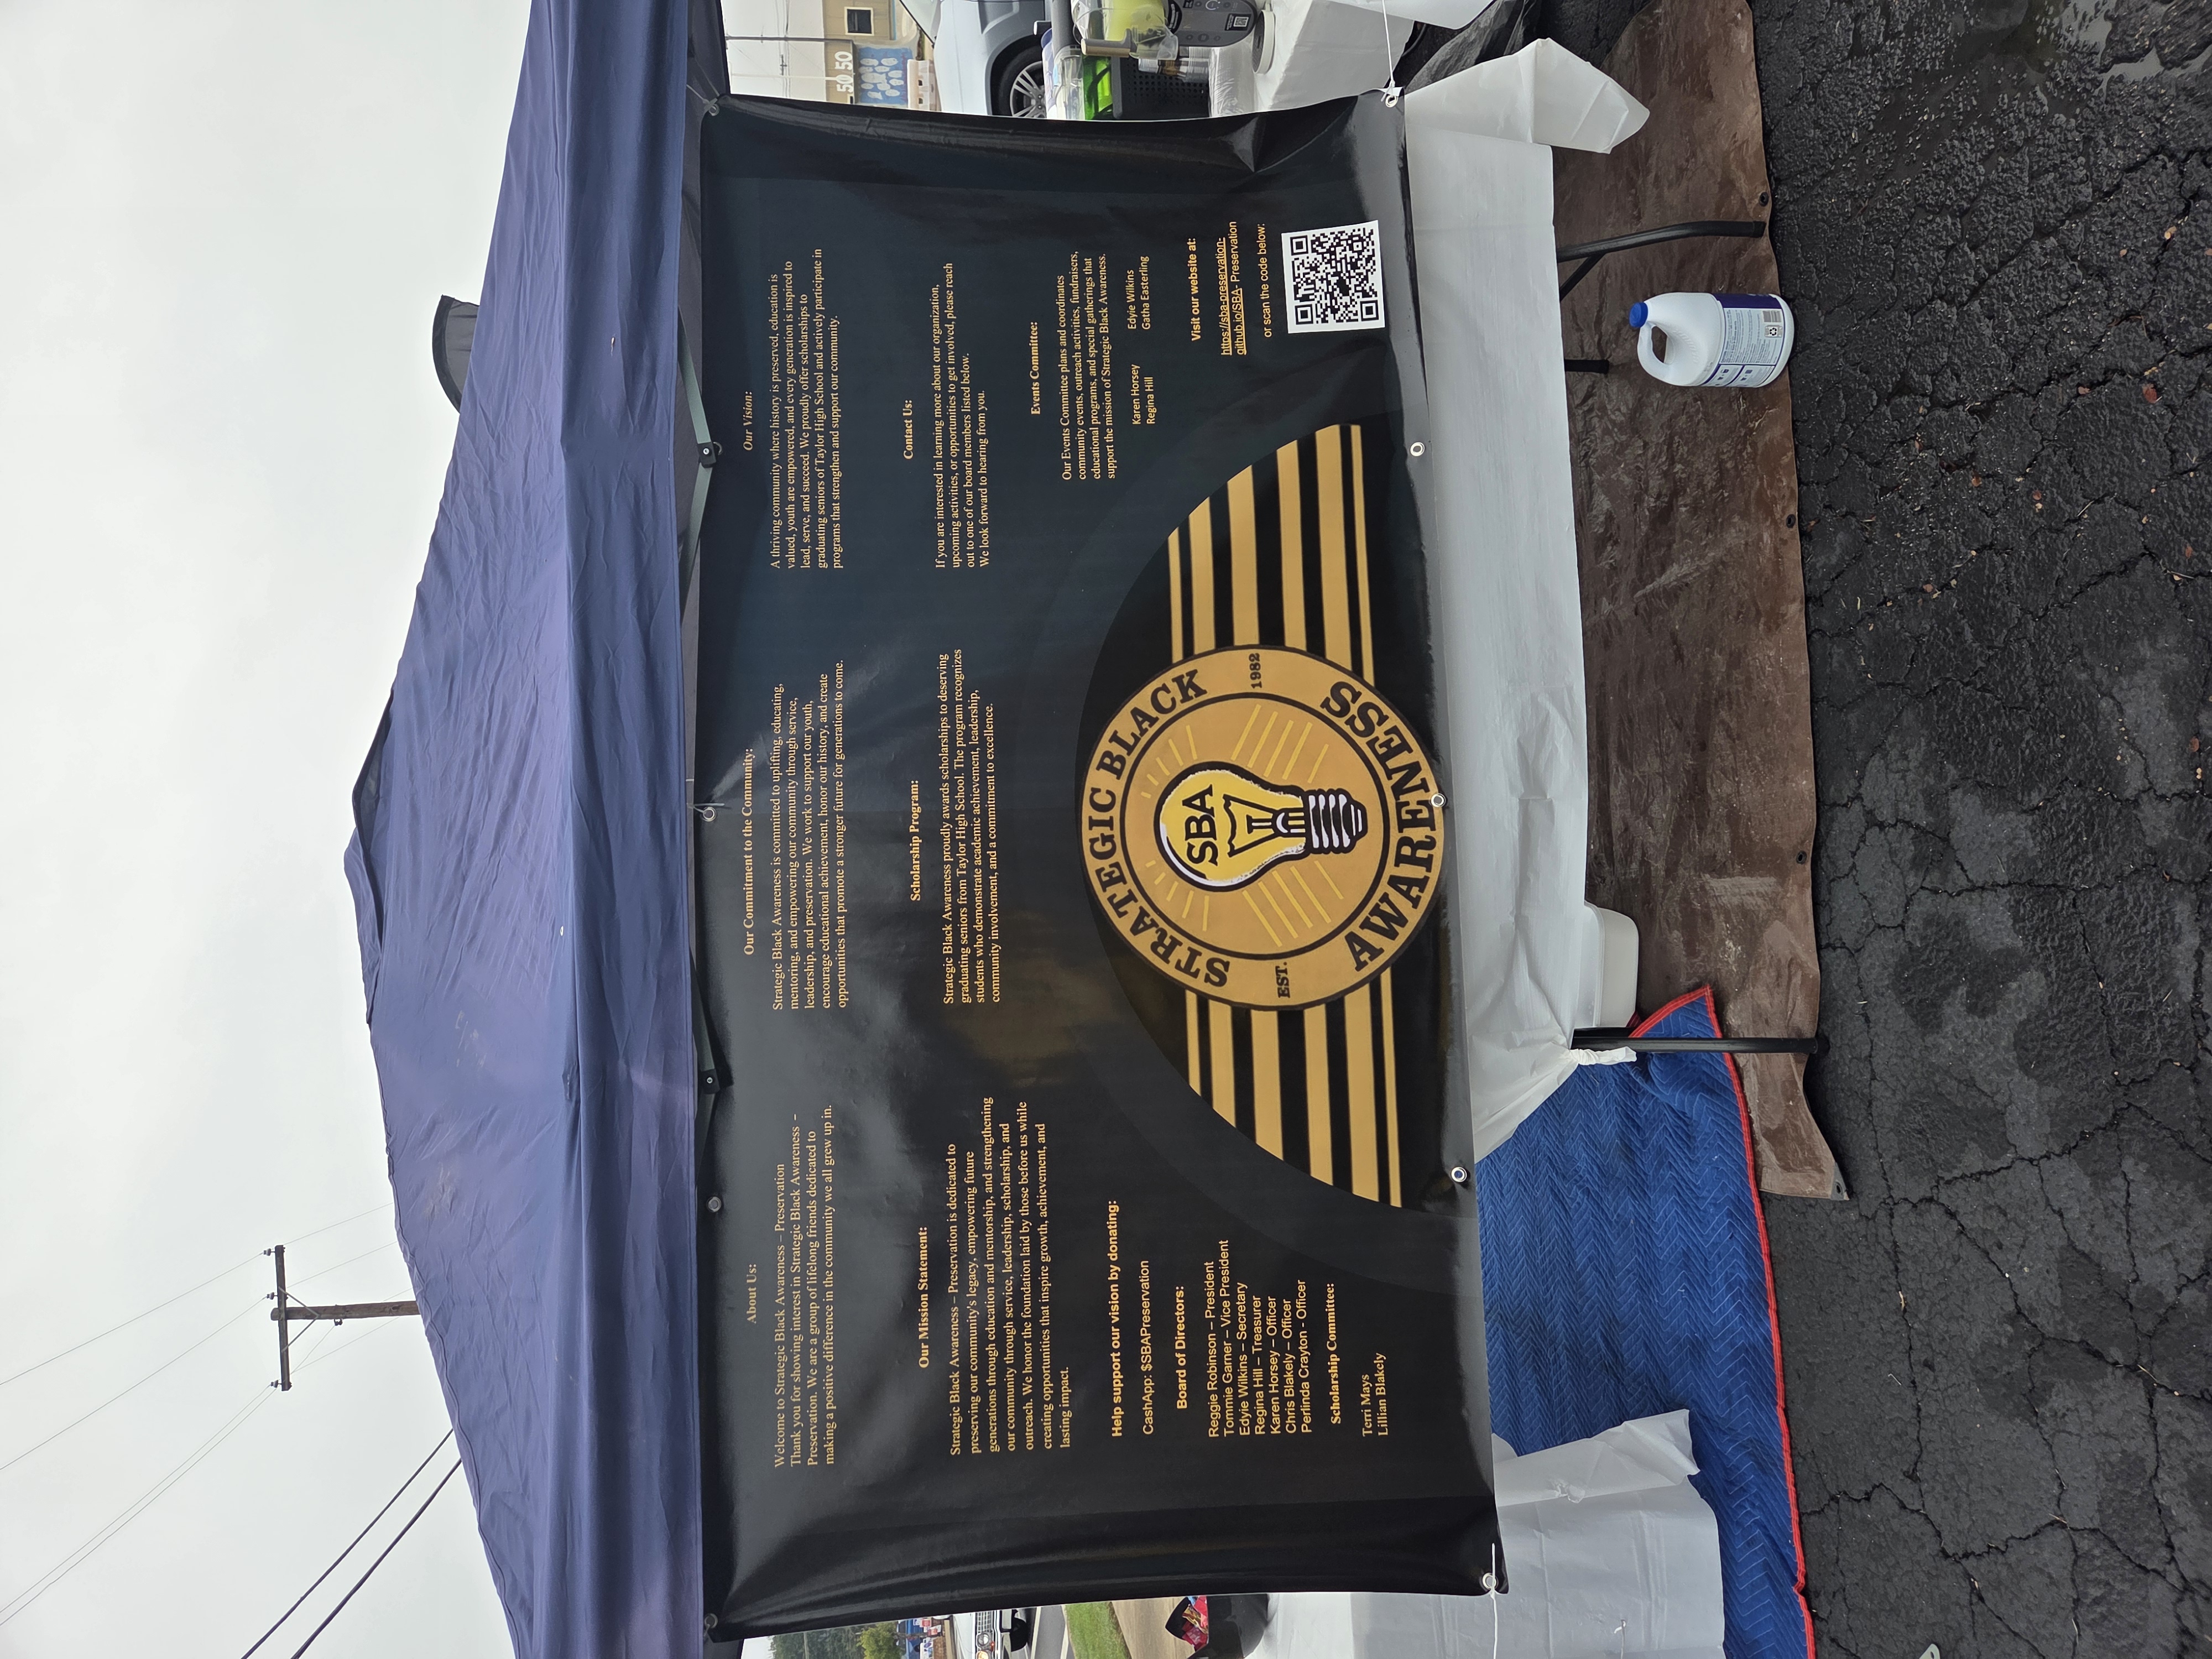 About Us:
Welcome to Strategic Black Awareness – Preservation
Thank you for showing interest in Strategic Black Awareness –
Preservation. We are a group of lifelong friends dedicated to
making a positive difference in the community we all grew up in.
Our Mission Statement:
Strategic Black Awareness – Preservation is dedicated to
preserving our community's legacy, empowering future
generations through education and mentorship, and strengthening
our community through service, leadership, scholarship, and
outreach. We honor the foundation laid by those before us while
creating opportunities that inspire growth, achievement, and
lasting impact.
Help support our vision by donating:
CashApp: $SBAPreservation
Board of Directors:
Reggie Robinson – President
Tommie Garner – Vice President
Edyie Wilkins – Secretary
Regina Hill – Treasurer
Karen Horsey – Officer
Chris Blakely – Officer
Perlinda Crayton - Officer
Scholarship Committee:
Terri Mays
Lillian Blakely
Our Commitment to the Community:
Strategic Black Awareness is committed to uplifting, educating,
mentoring, and empowering our community through service,
leadership, and preservation. We work to support our youth,
encourage educational achievement, honor our history, and create
opportunities that promote a stronger future for generations to come.
Scholarship Program:
Strategic Black Awareness proudly awards scholarships to deserving
graduating seniors from Taylor High School. The program recognizes
students who demonstrate academic achievement, leadership,
community involvement, and a commitment to excellence.
STRATEGIC BLACK
SBA
EST. 1982
AWARENESS
Our Vision:
A thriving community where history is preserved, education is
valued, youth are empowered, and every generation is inspired to
lead, serve, and succeed. We proudly offer scholarships to
graduating seniors of Taylor High School and actively participate in
programs that strengthen and support our community.
Contact Us:
If you are interested in learning more about our organization,
upcoming activities, or opportunities to get involved, please reach
out to one of our board members listed below.
We look forward to hearing from you.
Events Committee:
Our Events Committee plans and coordinates
community events, outreach activities, fundraisers,
educational programs, and special gatherings that
support the mission of Strategic Black Awareness.
Karen Horsey Edyie Wilkins
Regina Hill Gatha Easterling
Visit our website at:
https://sba-preservation-
github.io/SBA- Preservation
or scan the code below:
50 50